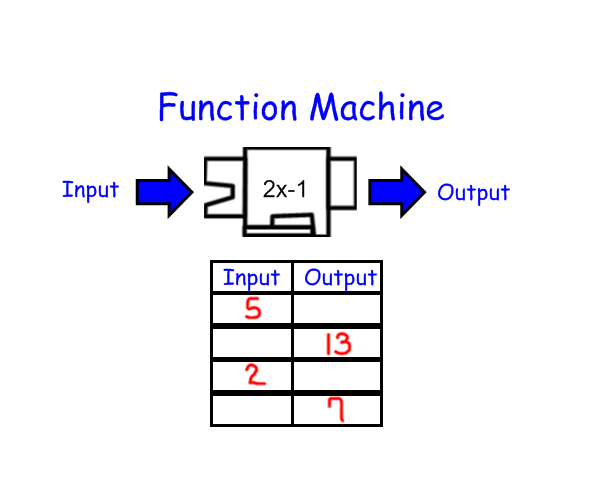 Function Machine
Input 2x-1 Output
Input Output
5
13
2
7